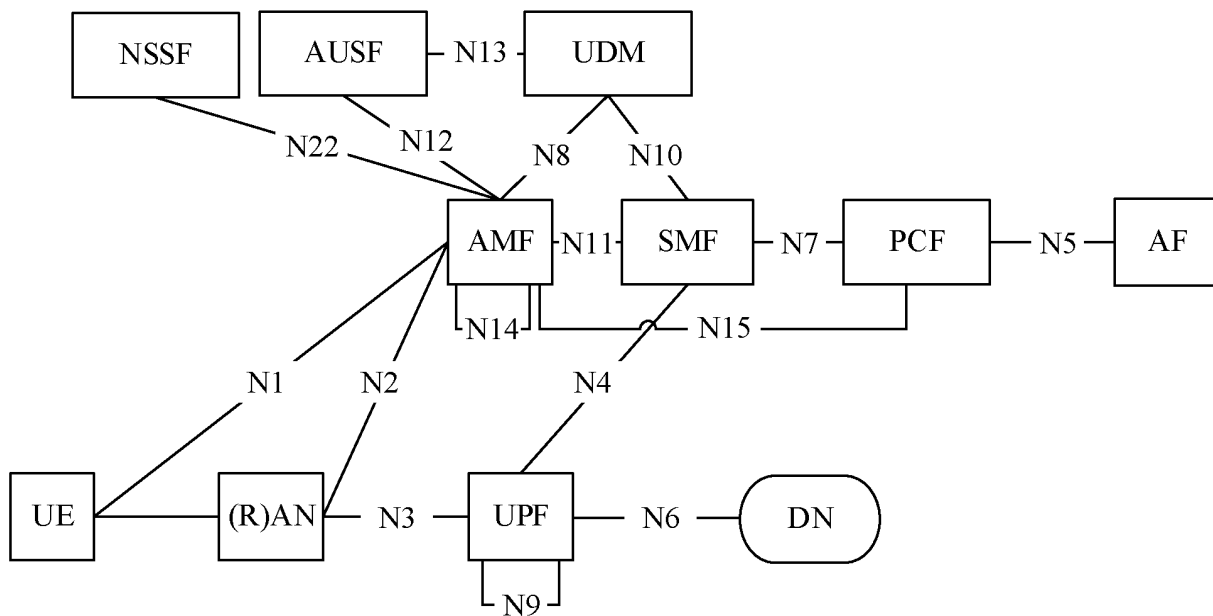 NSSF
AUSF
N13
UDM
N22
N12
N8
N10
AMF
N11
SMF
N7
PCF
N5
AF
N14
N15
N1
N2
N4
UE
(R)AN
N3
UPF
N6
DN
N9